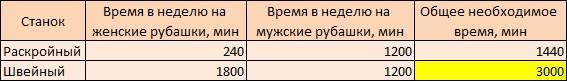 Станок
Время в неделю на
женские рубашки, мин
Время в неделю на
мужские рубашки, мин
Общее необходимое
время, мин
Раскройный 240 1200 1440
Швейный 1800 1200 3000